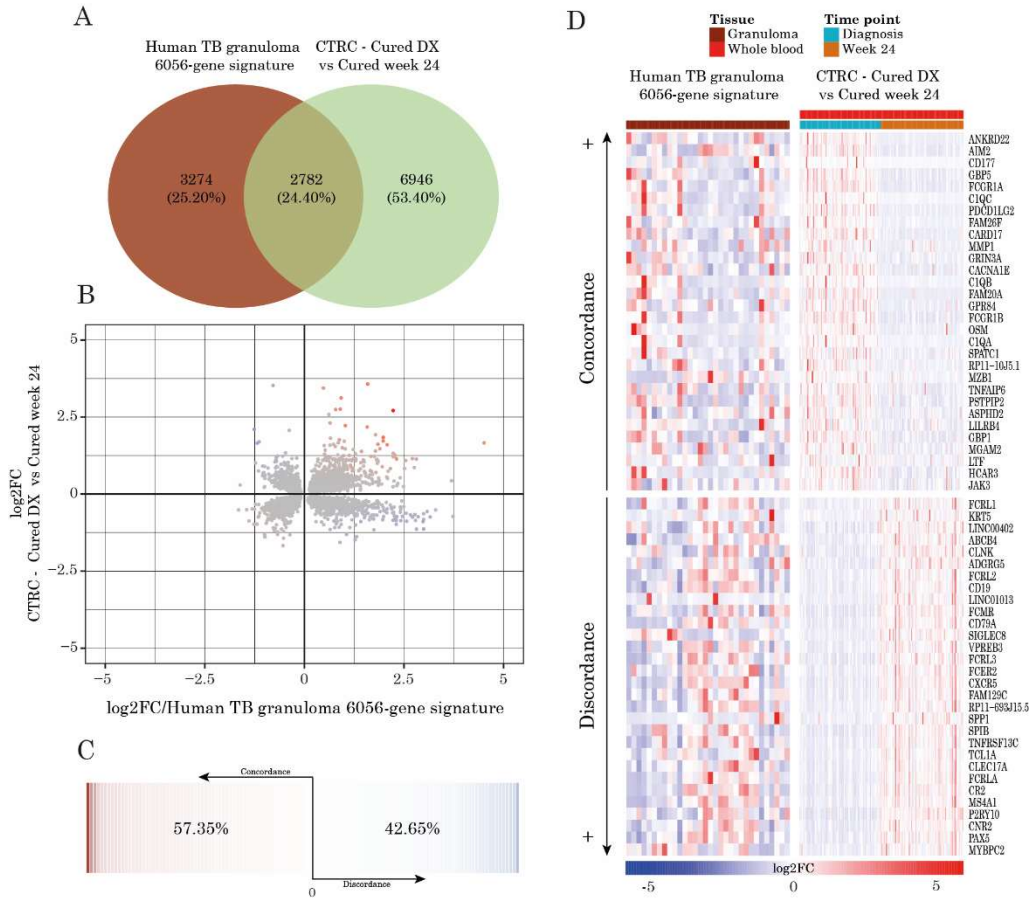 A
Human TB granuloma
6056-gene signature
CTRC - Cured DX
vs Cured week 24
3274
(25.20%)
2782
(24.40%)
6946
(53.40%)
B
5
2.5
0
−2.5
−5
−5
−2.5
0
2.5
5
log2FC
CTRC - Cured DX vs Cured week 24
log2FC/Human TB granuloma 6056-gene signature
C
Concordance
57.35%
42.65%
0
Discordance
D
Tissue
Granuloma
Whole blood
Time point
Diagnosis
Week 24
Human TB granuloma
6056-gene signature
CTRC - Cured DX
vs Cured week 24
+
Concordance
ANKRD22
AIM2
CD177
GBP5
FCGR1A
C1QC
PDCD1LG2
FAM26F
CARD17
MMP1
GRIN3A
CACNA1E
C1QB
FAM20A
GPR84
FCGR1B
OSM
C1QA
SPATC1
RP11-10J5.1
MZB1
TNFAIP6
PSTPIP2
ASPHD2
LILRB4
GBP1
MGAM2
LTF
HCAR3
JAK3
Discordance
+
FCRL1
KRT5
LINC00402
ABCB4
CLNK
ADGRG5
FCRL2
CD19
LINC01013
FCMR
CD79A
SIGLEC8
VPREB3
FCRL3
FCER2
CXCR5
FAM129C
RP11-693J15.5
SPP1
SPIB
TNFRSF13C
TCL1A
CLEC17A
FCRLA
CR2
MS4A1
P2RY10
CNR2
PAX5
MYBPC2
log2FC
-5
0
5